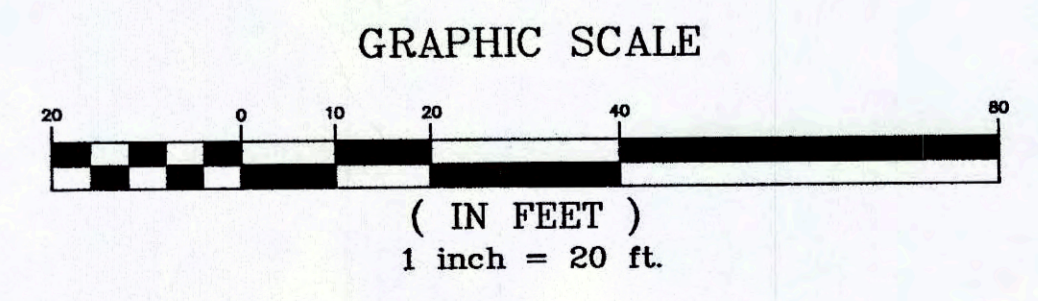 GRAPHIC SCALE
20 0 10 20 40 80
( IN FEET )
1 inch = 20 ft.